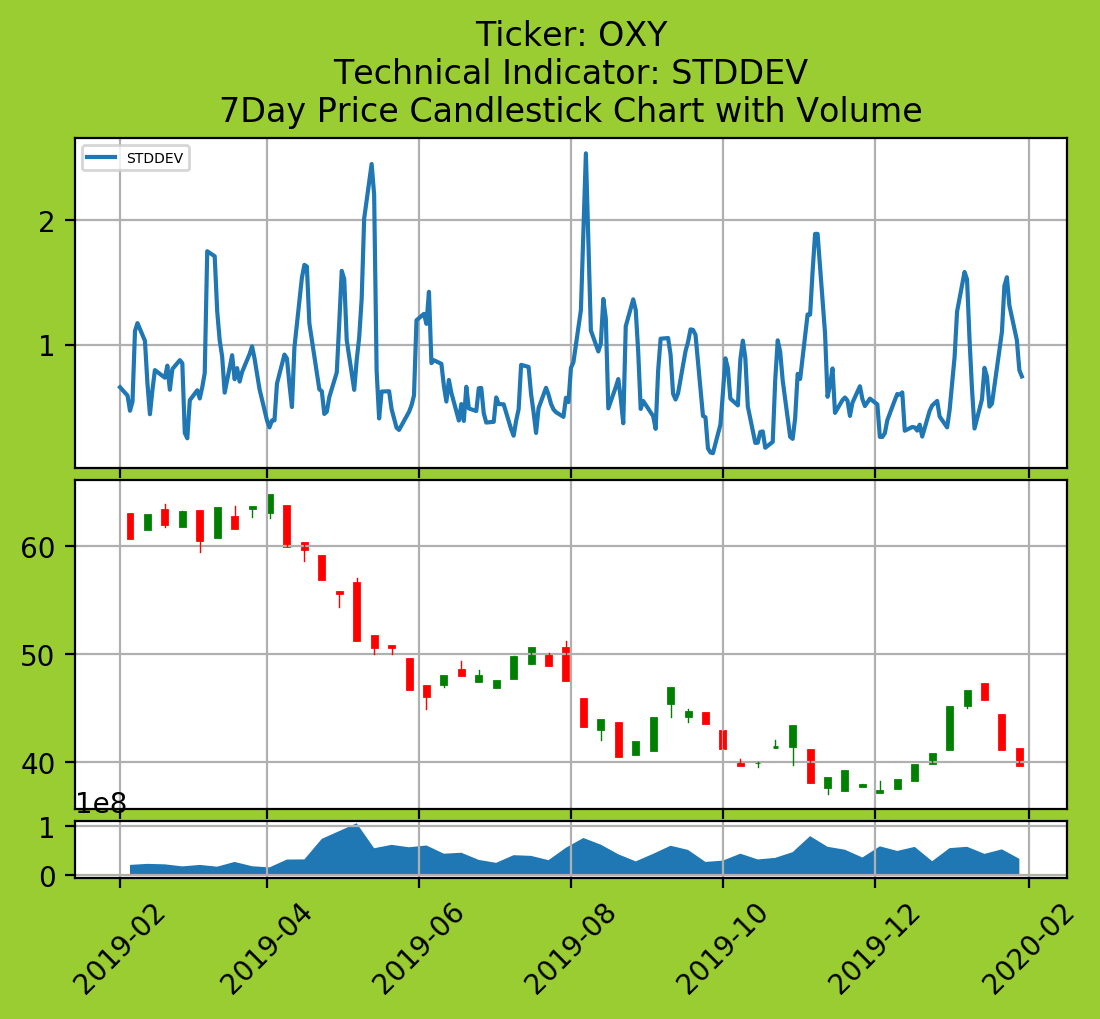 Ticker: OXY
Technical Indicator: STDDEV
7Day Price Candlestick Chart with Volume
STDDEV
2
1
60
50
40
1e8
1
0
2019-02
2019-04
2019-06
2019-08
2019-10
2019-12
2020-02